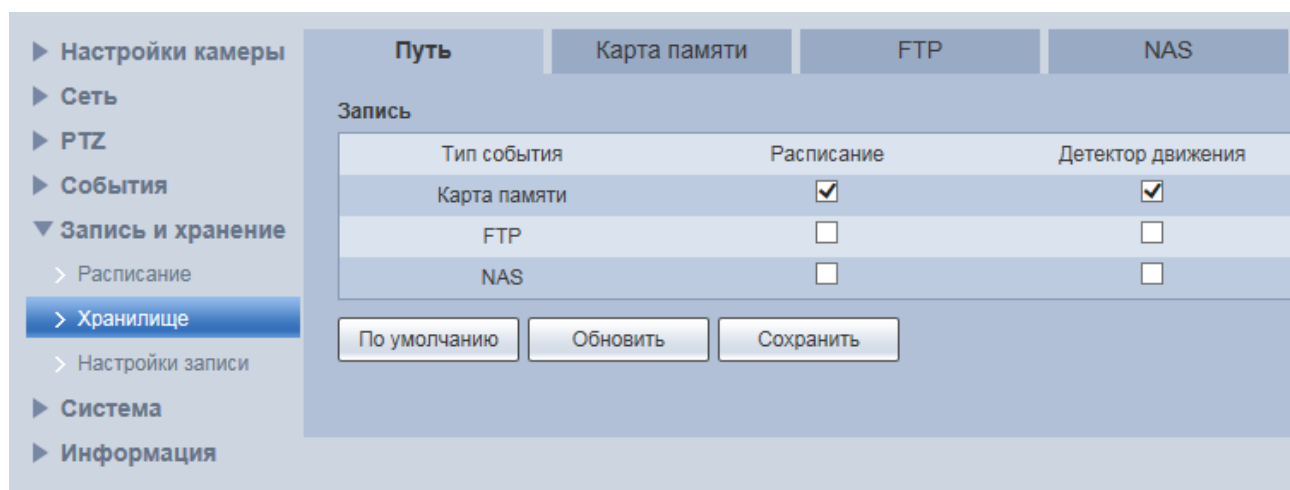 Настройки камеры
Сеть
PTZ
События
Запись и хранение
Расписание
Хранилище
Настройки записи
Система
Информация
Путь Карта памяти FTP NAS
Запись
Тип события Расписание Детектор движения
Карта памяти
FTP
NAS
По умолчанию Обновить Сохранить